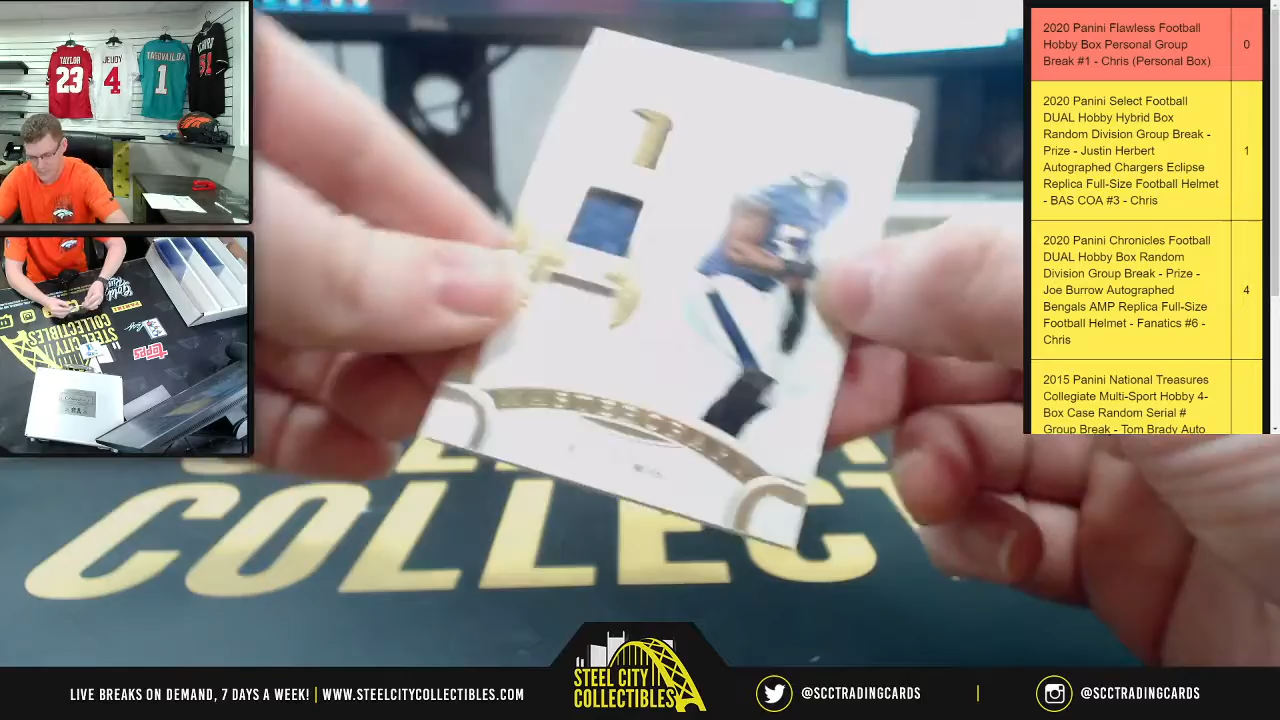 TAYLOR
23
JEUDY
4
TAGOVAILOA
1
2020 Panini Flawless Football
Hobby Box Personal Group
Break #1 - Chris (Personal Box)
0
2020 Panini Select Football
DUAL Hobby Hybrid Box
Random Division Group Break -
Prize - Justin Herbert
Autographed Chargers Eclipse
Replica Full-Size Football Helmet
- BAS COA #3 - Chris
1
2020 Panini Chronicles Football
DUAL Hobby Box Random
Division Group Break - Prize -
Joe Burrow Autographed
Bengals AMP Replica Full-Size
Football Helmet - Fanatics #6 -
Chris
4
2015 Panini National Treasures
Collegiate Multi-Sport Hobby 4-
Box Case Random Serial #
Group Break - Tom Brady Auto
STEEL CITY
COLLECTIBLES
Topps
COLLECT
LIVE BREAKS ON DEMAND, 7 DAYS A WEEK! | WWW.STEELCITYCOLLECTIBLES.COM
STEEL CITY
COLLECTIBLES
@SCCTRADINGCARDS
@SCCTRADINGCARDS